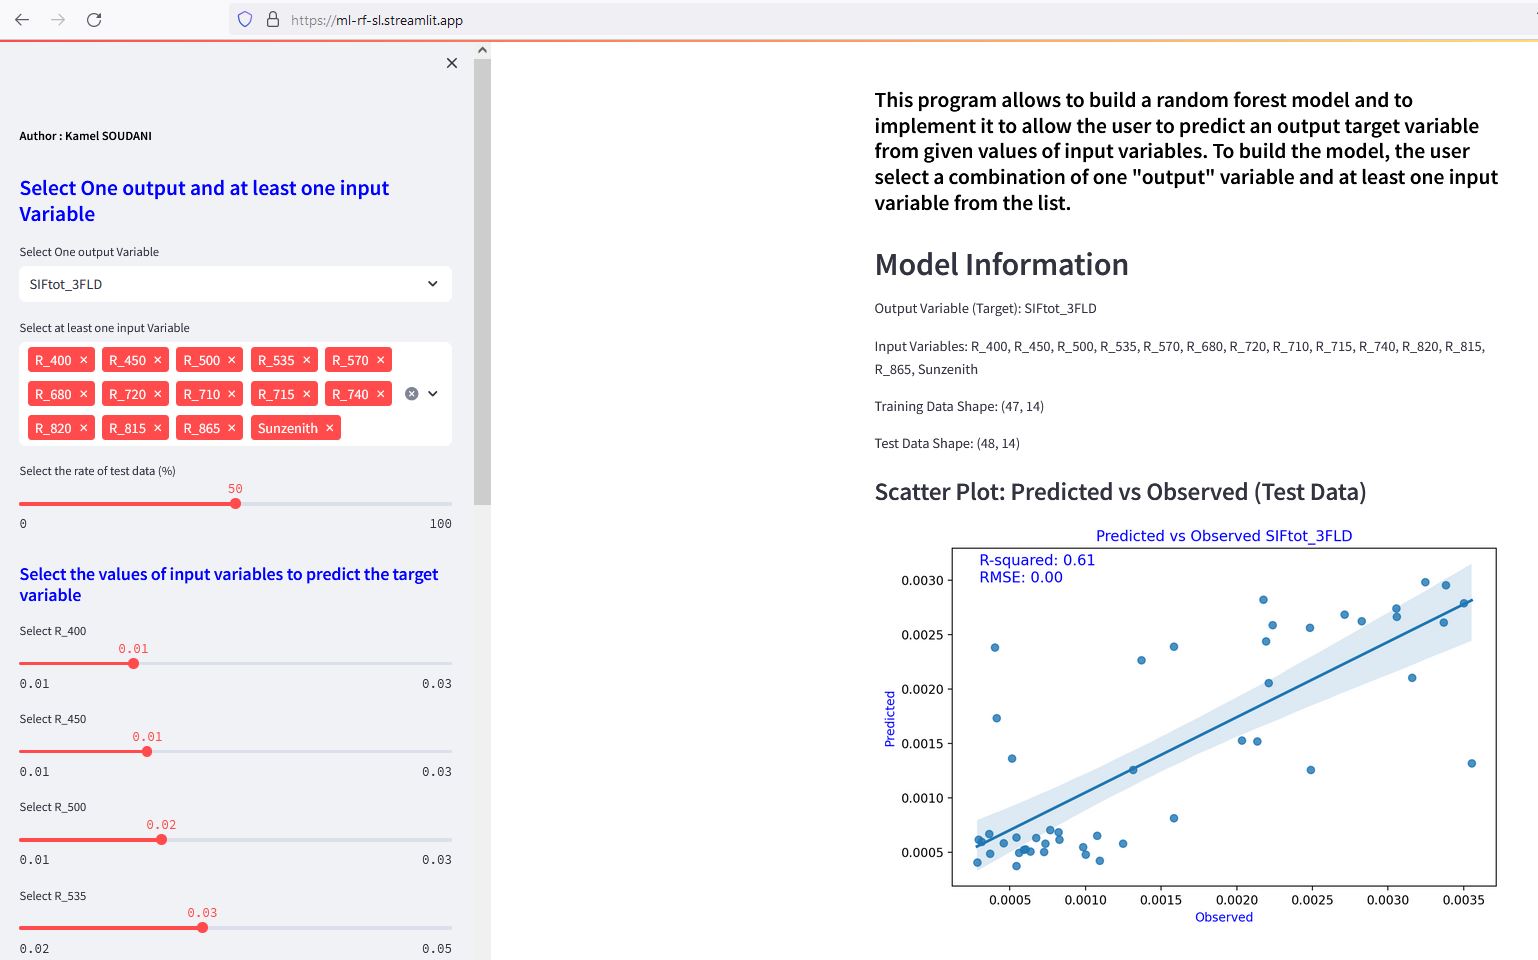 https://ml-rf-sl.streamlit.app
Author : Kamel SOUDANI
Select One output and at least one input
Variable
Select One output Variable
SIFtot_3FLD
Select at least one input Variable
R_400 × R_450 × R_500 × R_535 × R_570 ×
R_680 × R_720 × R_710 × R_715 × R_740 ×
R_820 × R_815 × R_865 × Sunzenith ×
Select the rate of test data (%)
50
0 100
Select the values of input variables to predict the target
variable
Select R_400
0.01
0.01 0.03
Select R_450
0.01
0.01 0.03
Select R_500
0.02
0.01 0.03
Select R_535
0.03
0.02 0.05
This program allows to build a random forest model and to
implement it to allow the user to predict an output target variable
from given values of input variables. To build the model, the user
select a combination of one "output" variable and at least one input
variable from the list.
Model Information
Output Variable (Target): SIFtot_3FLD
Input Variables: R_400, R_450, R_500, R_535, R_570, R_680, R_720, R_710, R_715, R_740, R_820, R_815,
R_865, Sunzenith
Training Data Shape: (47, 14)
Test Data Shape: (48, 14)
Scatter Plot: Predicted vs Observed (Test Data)
Predicted vs Observed SIFtot_3FLD
R-squared: 0.61
RMSE: 0.00
Predicted
0.0030
0.0025
0.0020
0.0015
0.0010
0.0005
0.0005 0.0010 0.0015 0.0020 0.0025 0.0030 0.0035
Observed